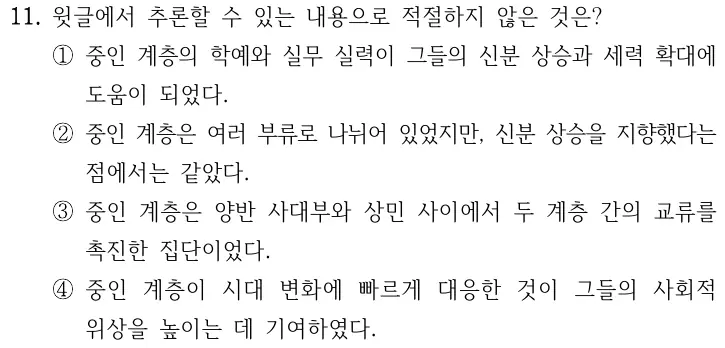 11. 윗글에서 추론할 수 있는 내용으로 적절하지 않은 것은?
① 중인 계층의 학예와 실무 실력이 그들의 신분 상승과 세력 확대에
도움이 되었다.
② 중인 계층은 여러 부류로 나뉘어 있었지만, 신분 상승을 지향했다는
점에서는 같았다.
③ 중인 계층은 양반 사대부와 상민 사이에서 두 계층 간의 교류를
촉진한 집단이었다.
④ 중인 계층이 시대 변화에 빠르게 대응한 것이 그들의 사회적
위상을 높이는 데 기여하였다.